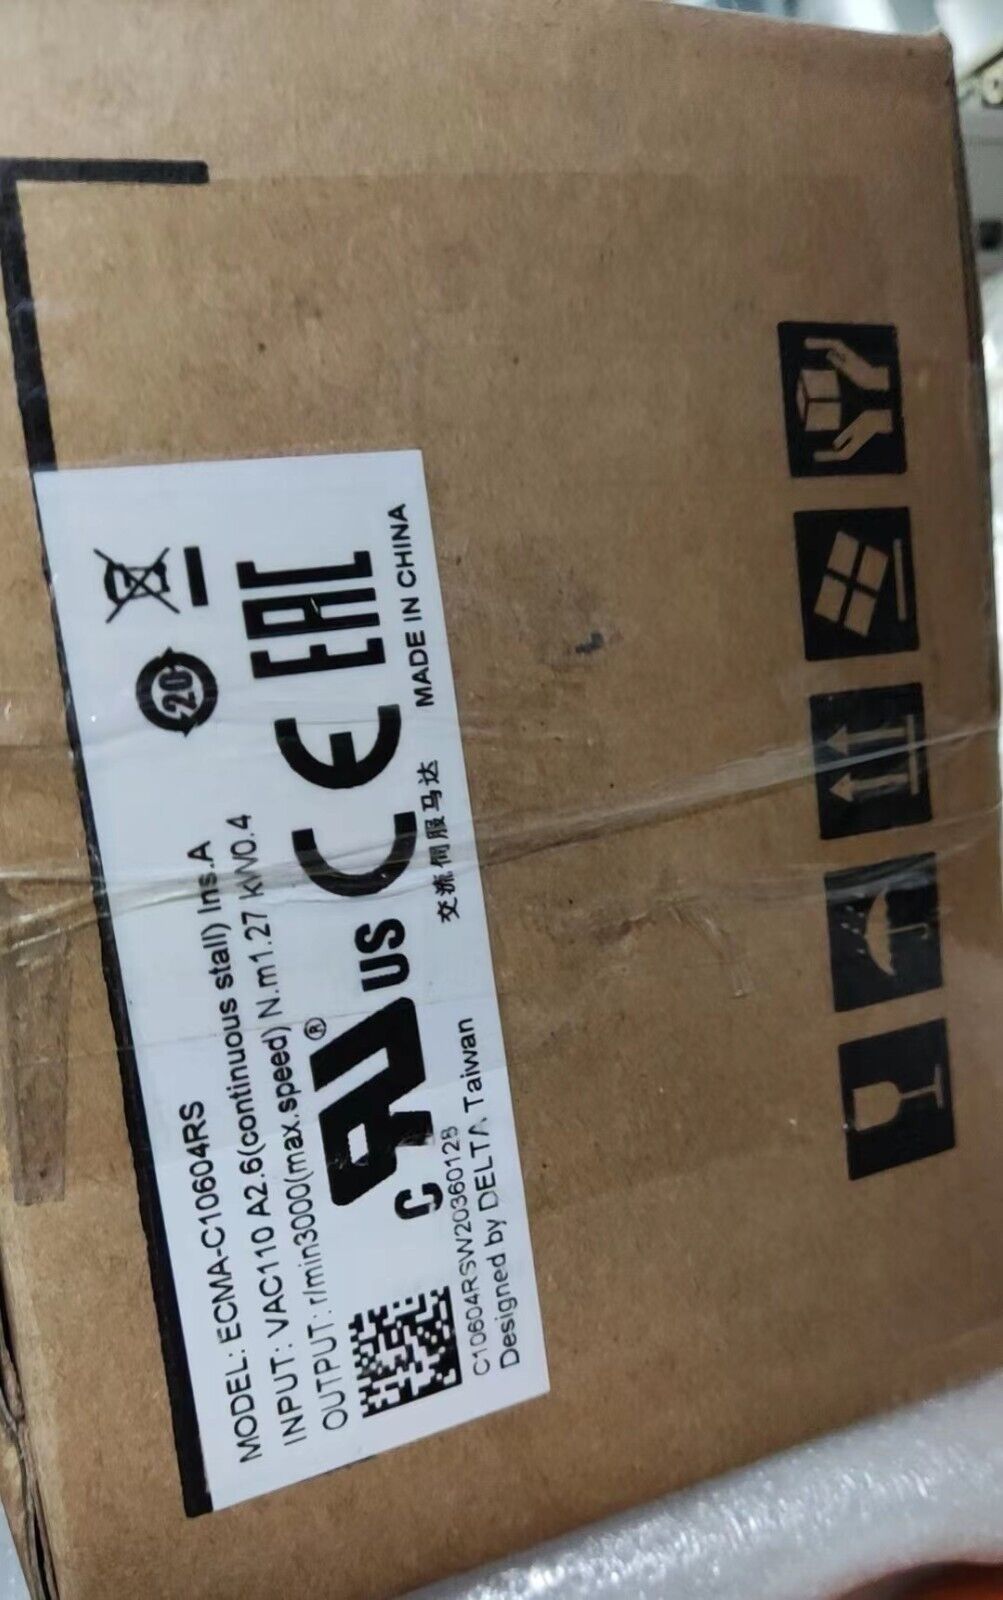 MODEL: ECMA-C10604RS
INPUT: VAC110 A2.6(continuous stall) Ins.A
OUTPUT: r/min3000(max.speed) N.m1.27 kW0.4
20
C US ® CE EAC
C10604RSW20360128
交流伺服马达
MADE IN CHINA
Designed by DELTA Taiwan